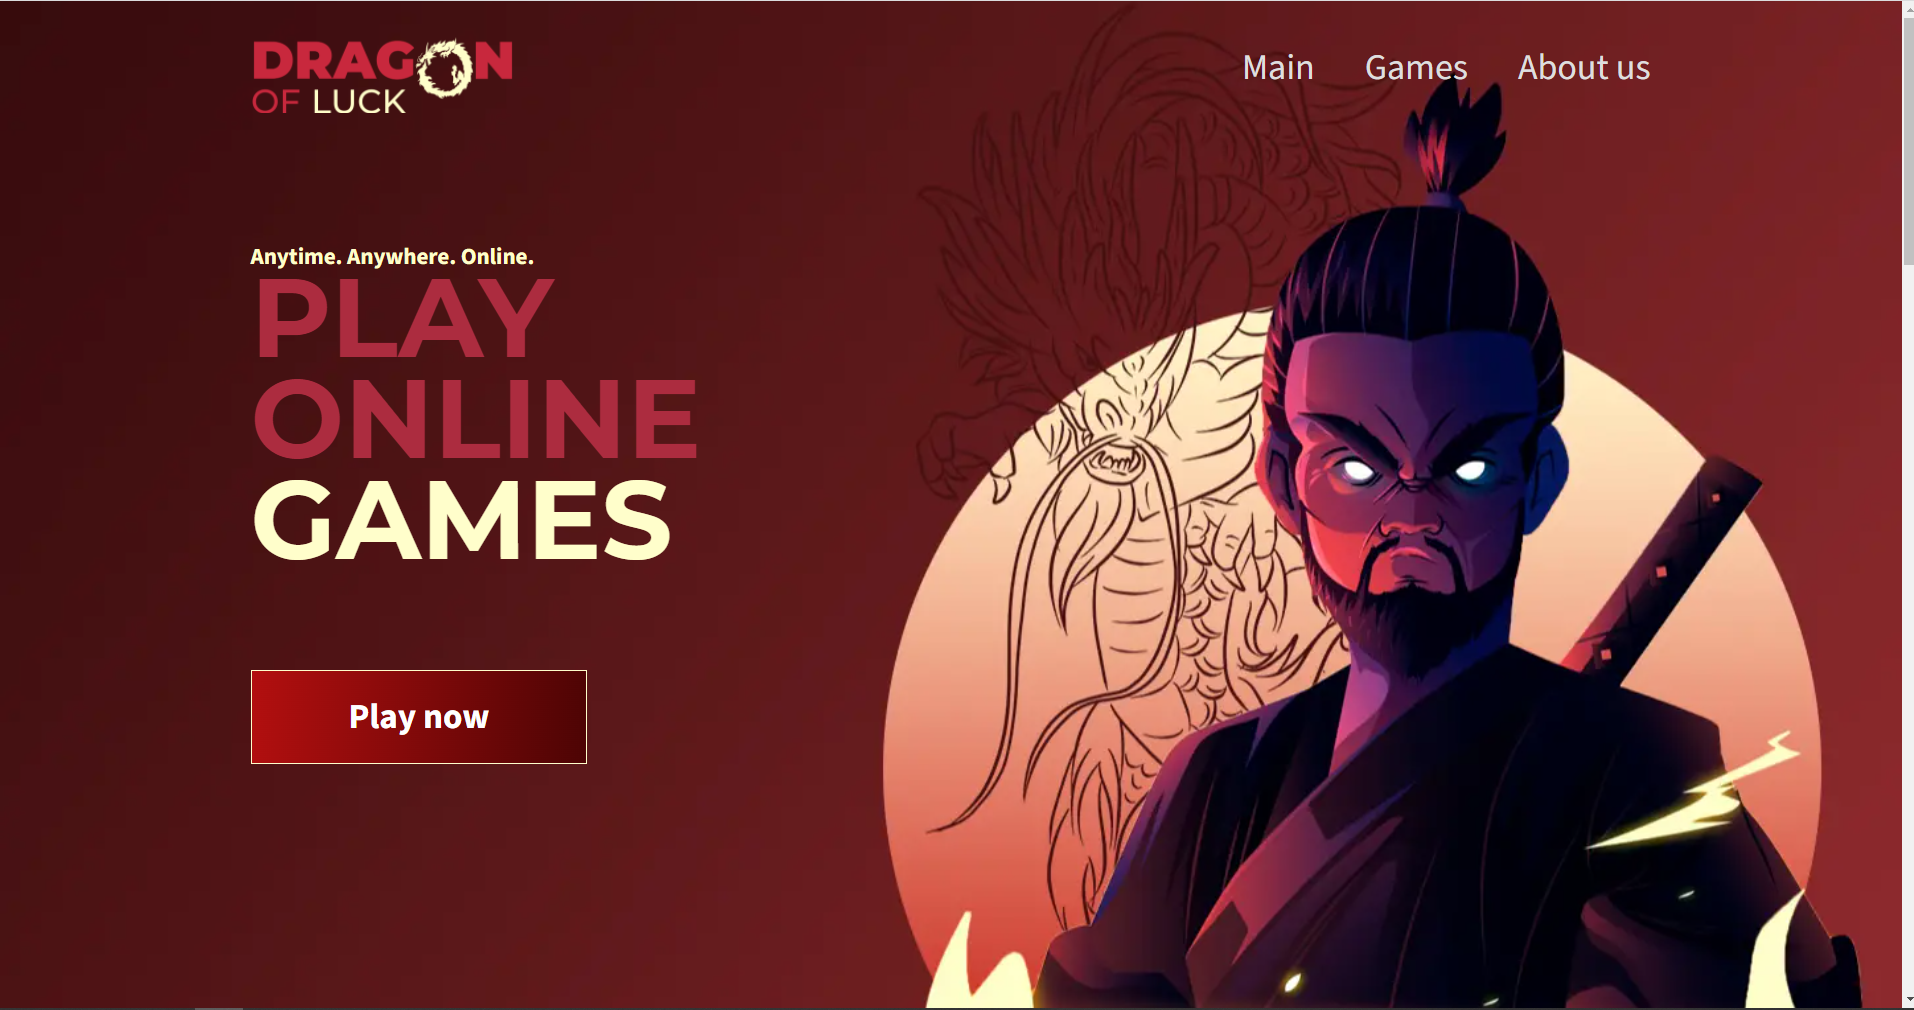 DRAGON
OF LUCK
Main Games About us
Anytime. Anywhere. Online.
PLAY
ONLINE
GAMES
Play now